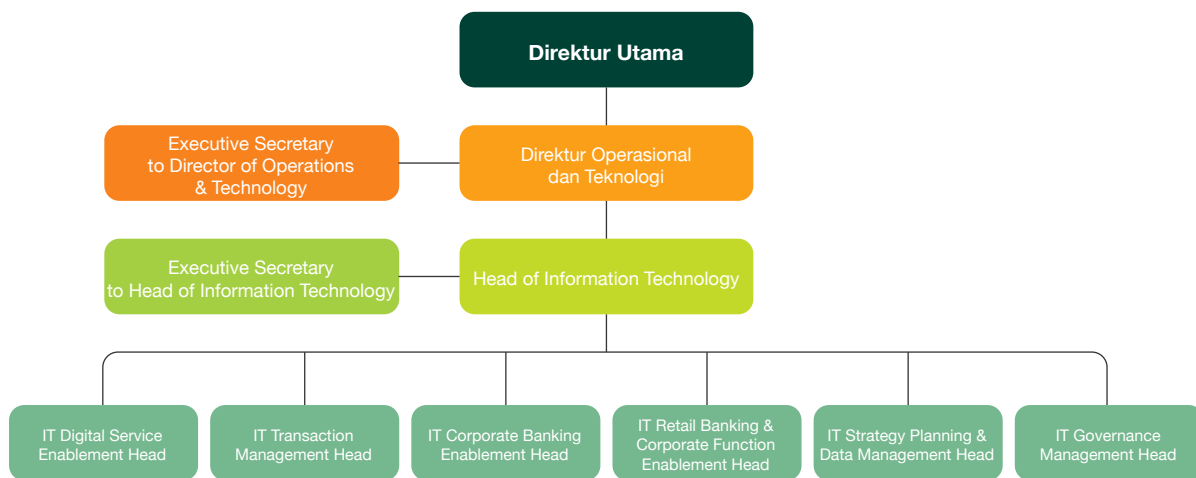 Direktur Utama
Executive Secretary
to Director of Operations
& Technology
Direktur Operasional
dan Teknologi
Executive Secretary
to Head of Information Technology
Head of Information Technology
IT Digital Service
Enablement Head
IT Transaction
Management Head
IT Corporate Banking
Enablement Head
IT Retail Banking &
Corporate Function
Enablement Head
IT Strategy Planning &
Data Management Head
IT Governance
Management Head